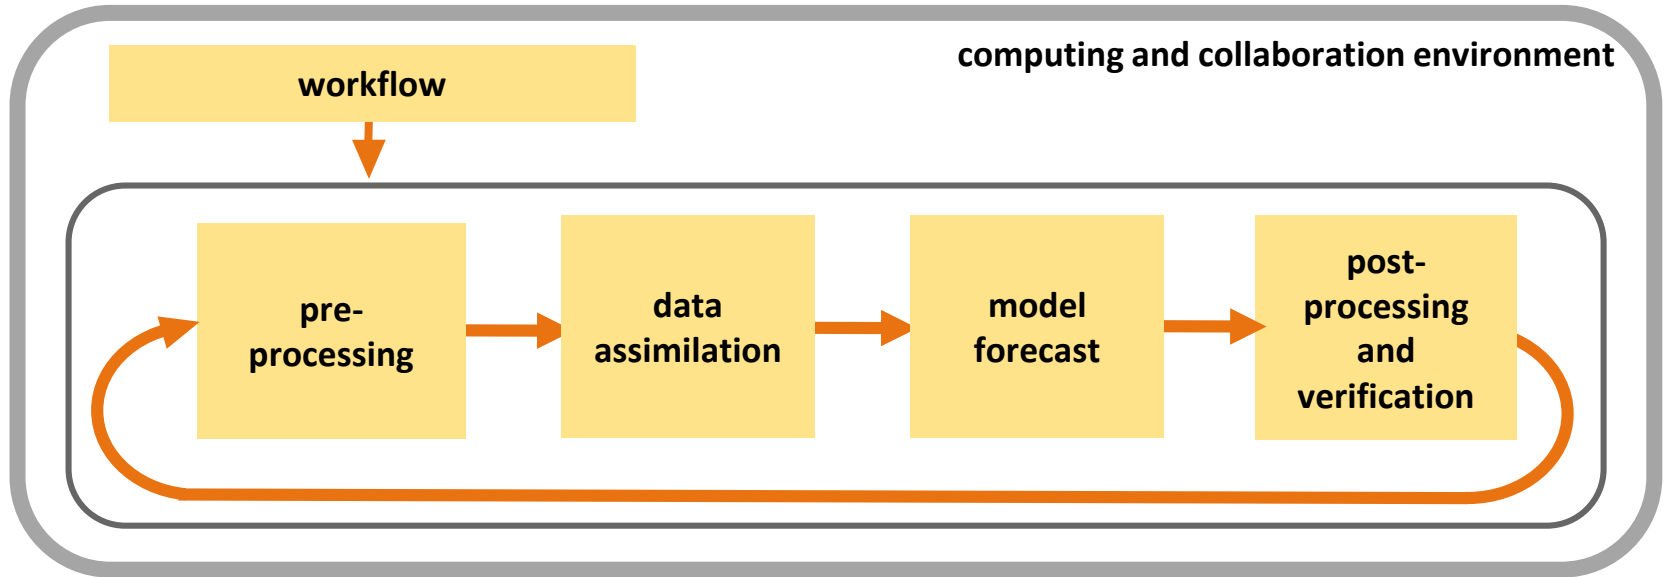 computing and collaboration environment
workflow
pre-
processing
data
assimilation
model
forecast
post-
processing
and
verification